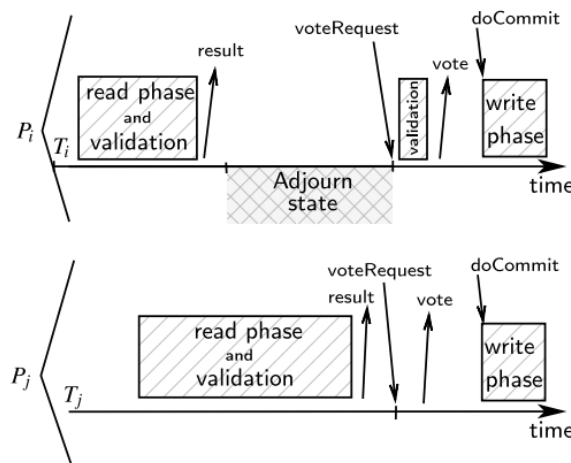 doCommit
voteRequest
result
vote
read phase
and
validation
validation
write
phase
P_i
T_i
Adjourn
state
time
voteRequest
doCommit
result
vote
read phase
and
validation
write
phase
P_j
T_j
time